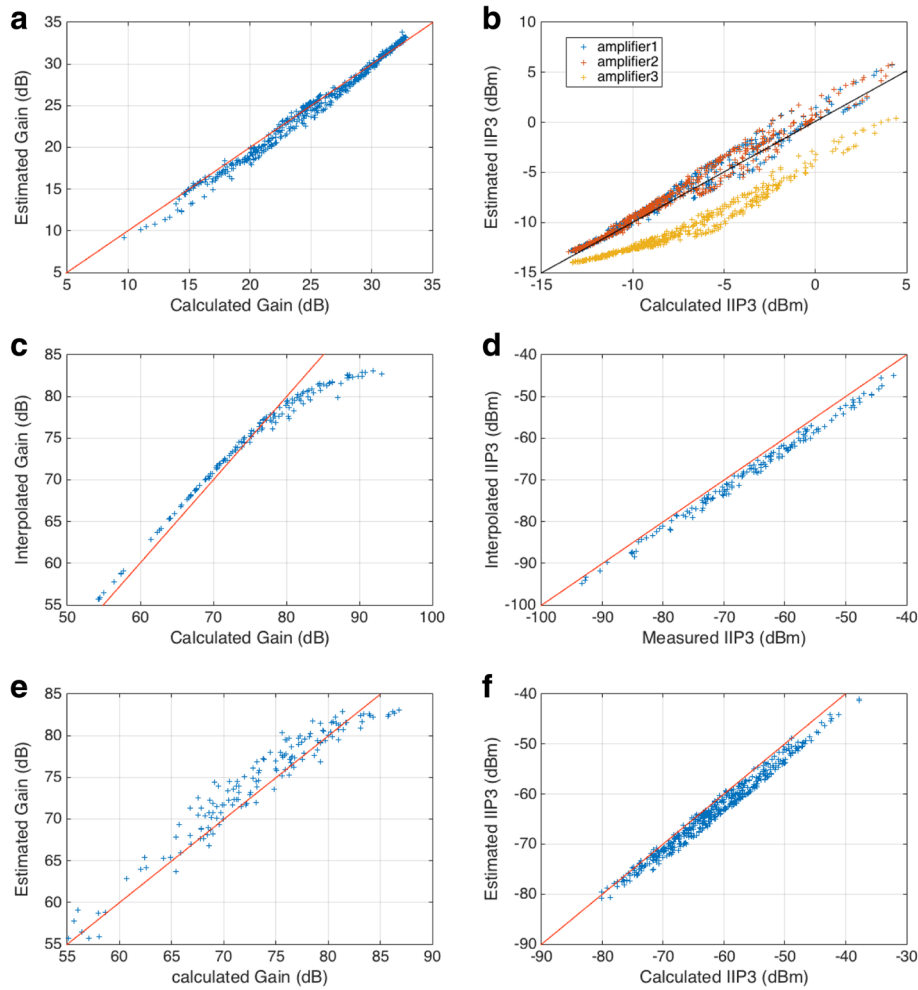 a
35
30
25
20
15
10
5
5 10 15 20 25 30 35
Estimated Gain (dB)
Calculated Gain (dB)
b
amplifier1
amplifier2
amplifier3
5
0
-5
-10
-15
-15 -10 -5 0 5
Estimated IIP3 (dBm)
Calculated IIP3 (dBm)
c
85
80
75
70
65
60
55
50 60 70 80 90 100
Interpolated Gain (dB)
Calculated Gain (dB)
d
-40
-50
-60
-70
-80
-90
-100
-100 -90 -80 -70 -60 -50 -40
Interpolated IIP3 (dBm)
Measured IIP3 (dBm)
e
85
80
75
70
65
60
55
55 60 65 70 75 80 85 90
Estimated Gain (dB)
calculated Gain (dB)
f
-40
-50
-60
-70
-80
-90
-90 -80 -70 -60 -50 -40 -30
Estimated IIP3 (dBm)
Calculated IIP3 (dBm)